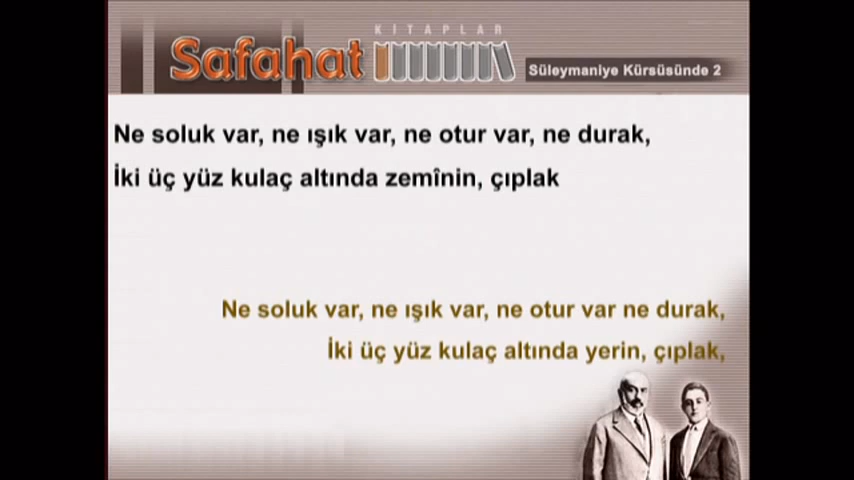 KİTAPLAR
Safahat
Süleymaniye Kürsüsünde 2
Ne soluk var, ne ışık var, ne otur var, ne durak,
İki üç yüz kulaç altında zemînin, çıplak
Ne soluk var, ne ışık var, ne otur var ne durak,
İki üç yüz kulaç altında yerin, çıplak,